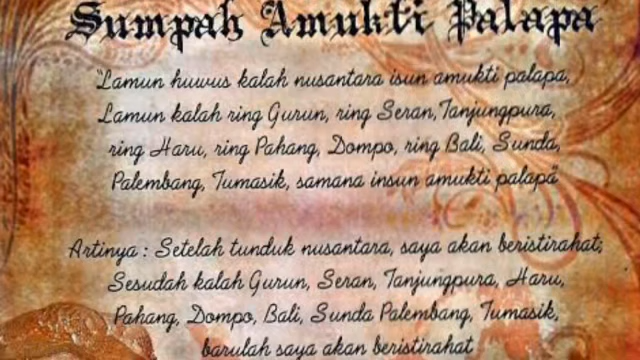 Sumpah Amukti Palapa
"Lamun huwus kalah nusantara isun amukti palapa,
Lamun kalah ring Gurun, ring Seran, Tanjungpura,
ring Haru, ring Pahang, Dompo, ring Bali, Sunda,
Palembang, Tumasik, samana insun amukti palapa"
Artinya : Setelah tunduk nusantara, saya akan beristirahat;
Sesudah kalah Gurun, Seran, Tanjungpura, Haru,
Pahang, Dompo, Bali, Sunda Palembang, Tumasik,
barulah saya akan beristirahat